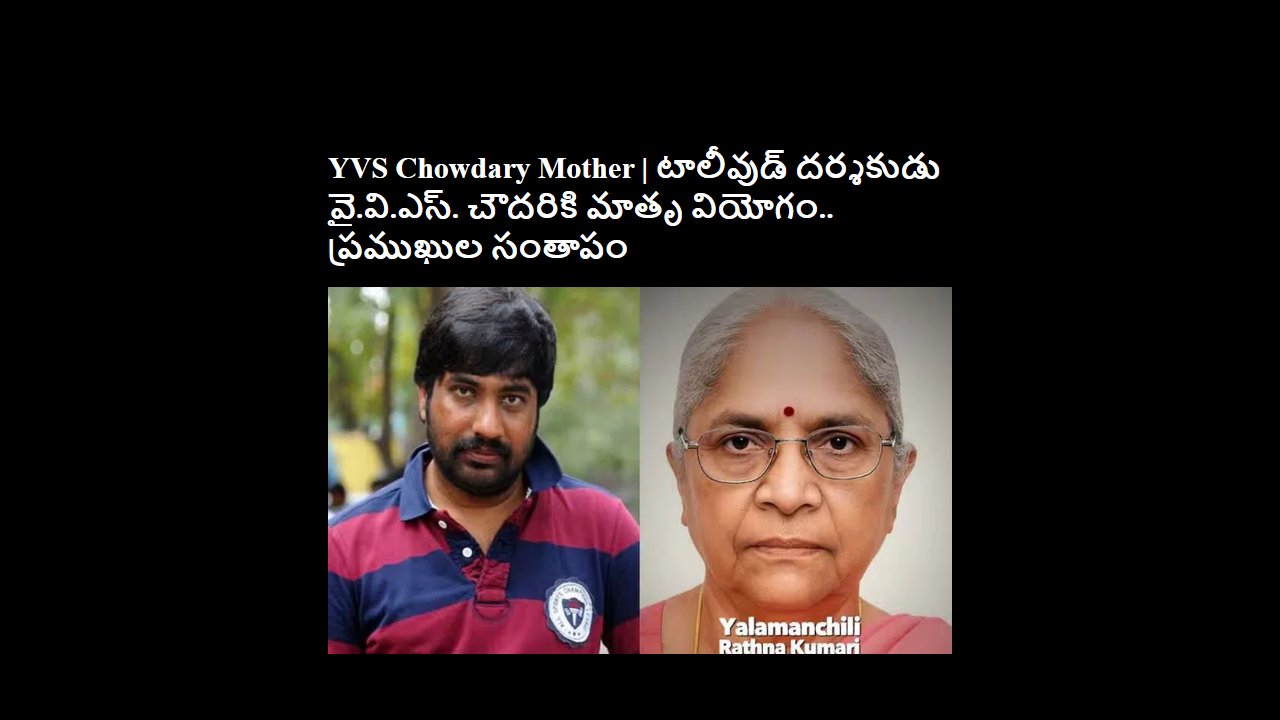 YVS Chowdary Mother | టాలీవుడ్ దర్శకుడు
వై.వి.ఎస్. చౌదరికి మాతృ వియోగం..
ప్రముఖుల సంతాపం
Yalamanchili
Rathna Kumari